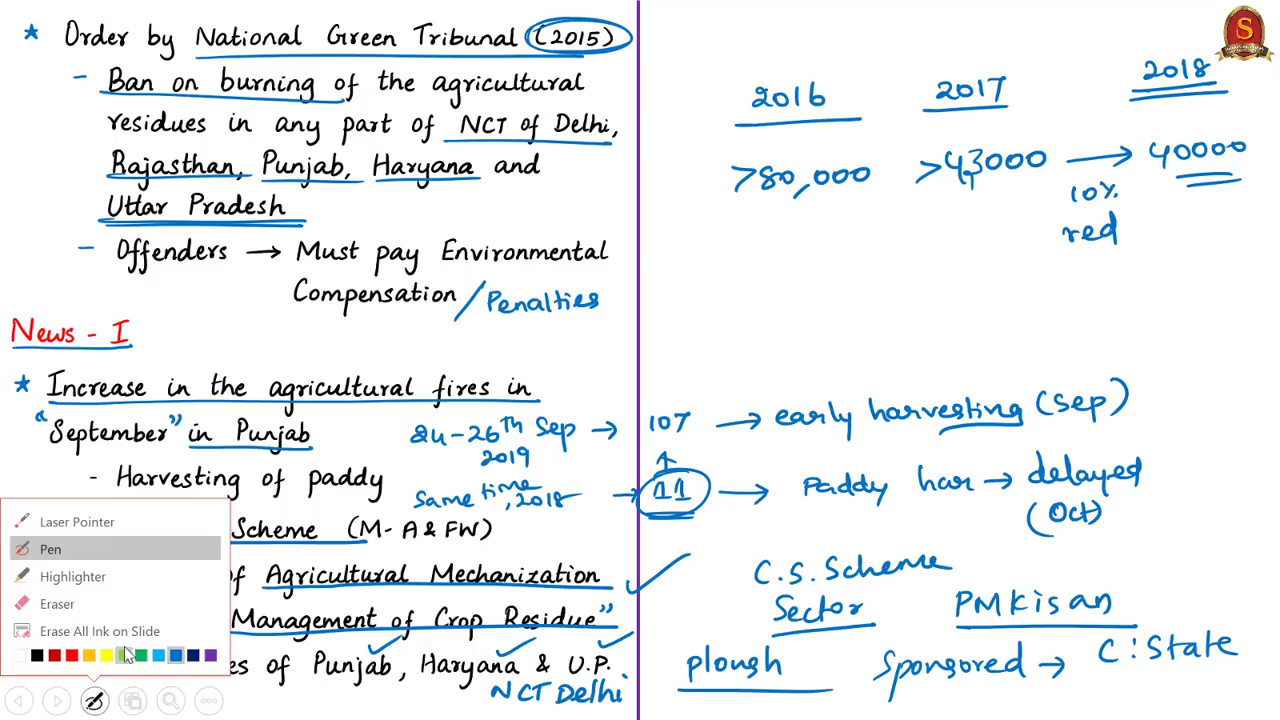 * Order by National Green Tribunal (2015)
- Ban on burning of the agricultural
residues in any part of NCT of Delhi,
Rajasthan, Punjab, Haryana and
Uttar Pradesh
- Offenders → Must pay Environmental
Compensation / Penalties
News - I
* Increase in the agricultural fires in
"September" in Punjab
- Harvesting of paddy
Scheme (M- A & FW)
of Agricultural Mechanization
Management of Crop Residue"
es of Punjab, Haryana & U.P.
NCT Delhi
24-26th Sep → 107 → early harvesting (Sep)
2019
Same time, 2018 → 11 → Paddy har → delayed
(Oct)
2016 2017 2018
>80,000 >43000 → 40000
10%
red
C.S. Scheme
Sector PMKisan
plough Sponsored → C:State
Laser Pointer
Pen
Highlighter
Eraser
Erase All Ink on Slide
S